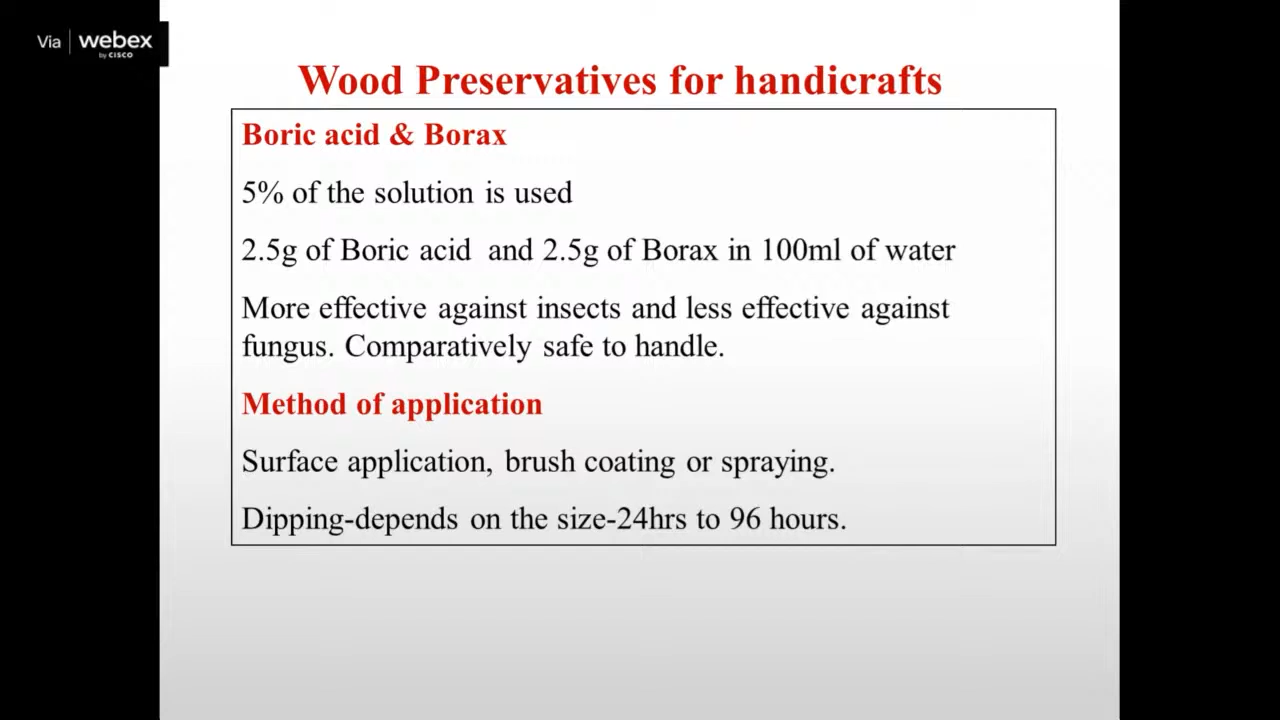 Via webex
by CISCO
Wood Preservatives for handicrafts
Boric acid & Borax
5% of the solution is used
2.5g of Boric acid and 2.5g of Borax in 100ml of water
More effective against insects and less effective against
fungus. Comparatively safe to handle.
Method of application
Surface application, brush coating or spraying.
Dipping-depends on the size-24hrs to 96 hours.